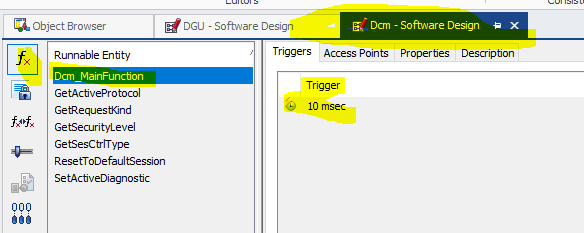 Editors
Object Browser
DGU - Software Design
Dcm - Software Design
Runnable Entity
Dcm_MainFunction
GetActiveProtocol
GetRequestKind
GetSecurityLevel
GetSesCtrlType
ResetToDefaultSession
SetActiveDiagnostic
Triggers
Access Points
Properties
Description
Trigger
10 msec